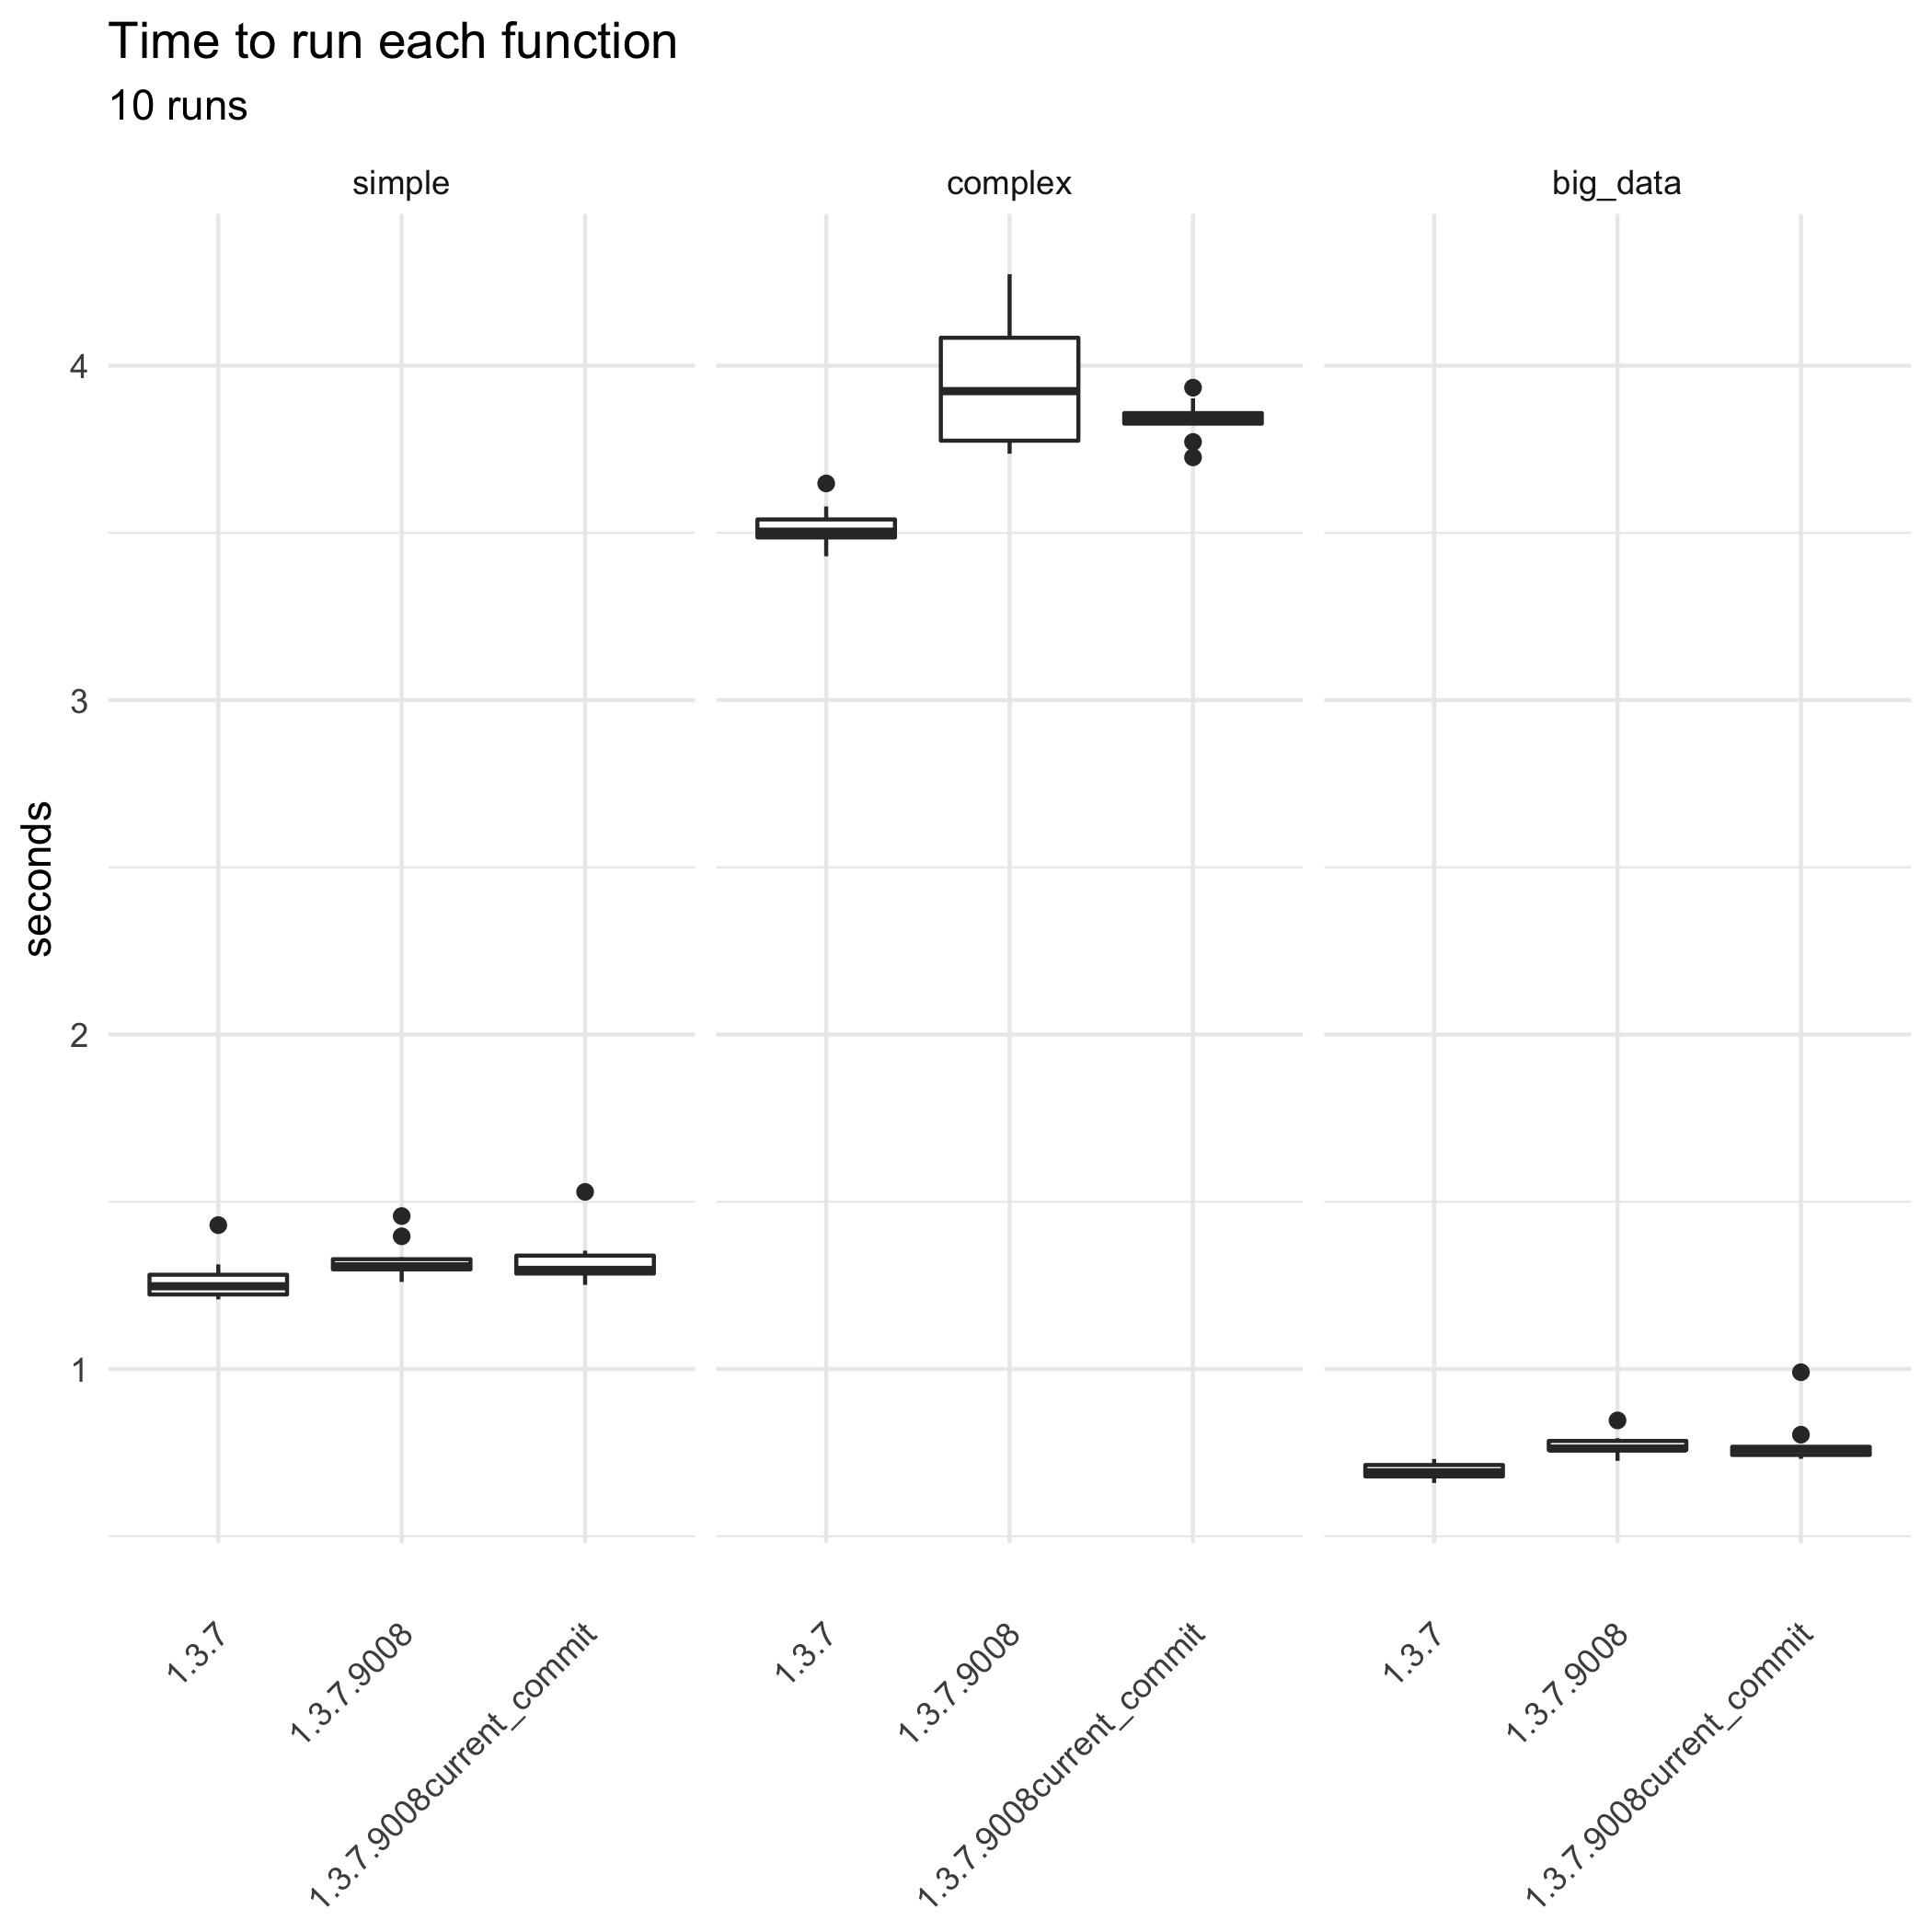 Time to run each function
10 runs
simple
complex
big_data
4
3
2
1
seconds
1.3.7
1.3.7.9008
1.3.7.9008current_commit
1.3.7
1.3.7.9008
1.3.7.9008current_commit
1.3.7
1.3.7.9008
1.3.7.9008current_commit